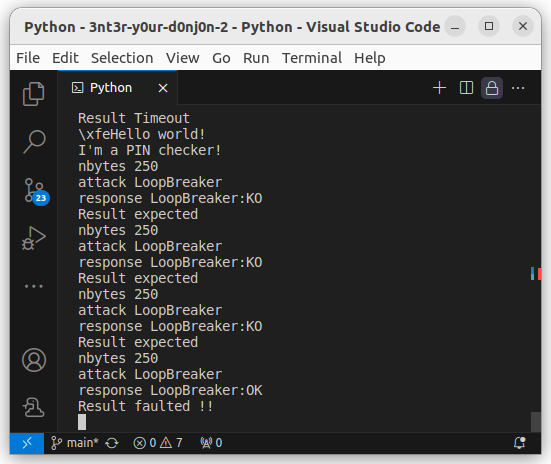 Python - 3nt3r-y0ur-d0nj0n-2 - Python - Visual Studio Code
File Edit Selection View Go Run Terminal Help
Python
Result Timeout
\xfeHello world!
I'm a PIN checker!
nbytes 250
attack LoopBreaker
response LoopBreaker:KO
Result expected
nbytes 250
attack LoopBreaker
response LoopBreaker:KO
Result expected
nbytes 250
attack LoopBreaker
response LoopBreaker:KO
Result expected
nbytes 250
attack LoopBreaker
response LoopBreaker:OK
Result faulted !!
23
main* 0 7 0